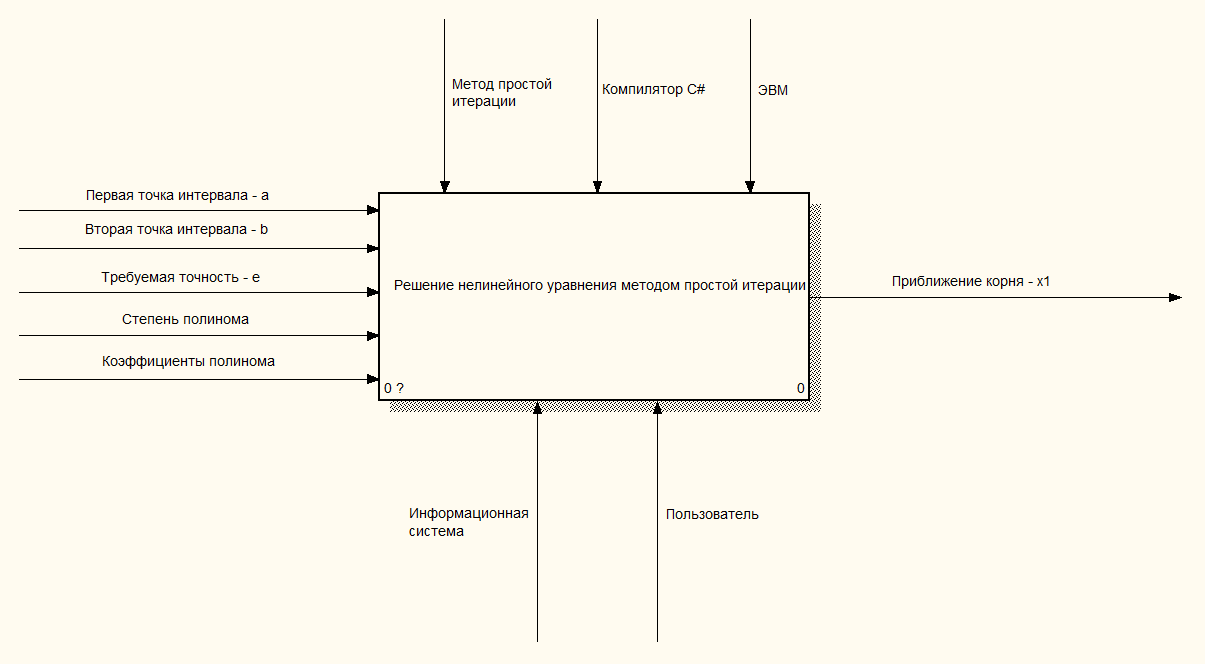 Метод простой
итерации
Компилятор C#
ЭВМ
Первая точка интервала - a
Вторая точка интервала - b
Требуемая точность - e
Степень полинома
Коэффициенты полинома
Решение нелинейного уравнения методом простой итерации
0 ?
0
Приближение корня - x1
Информационная
система
Пользователь